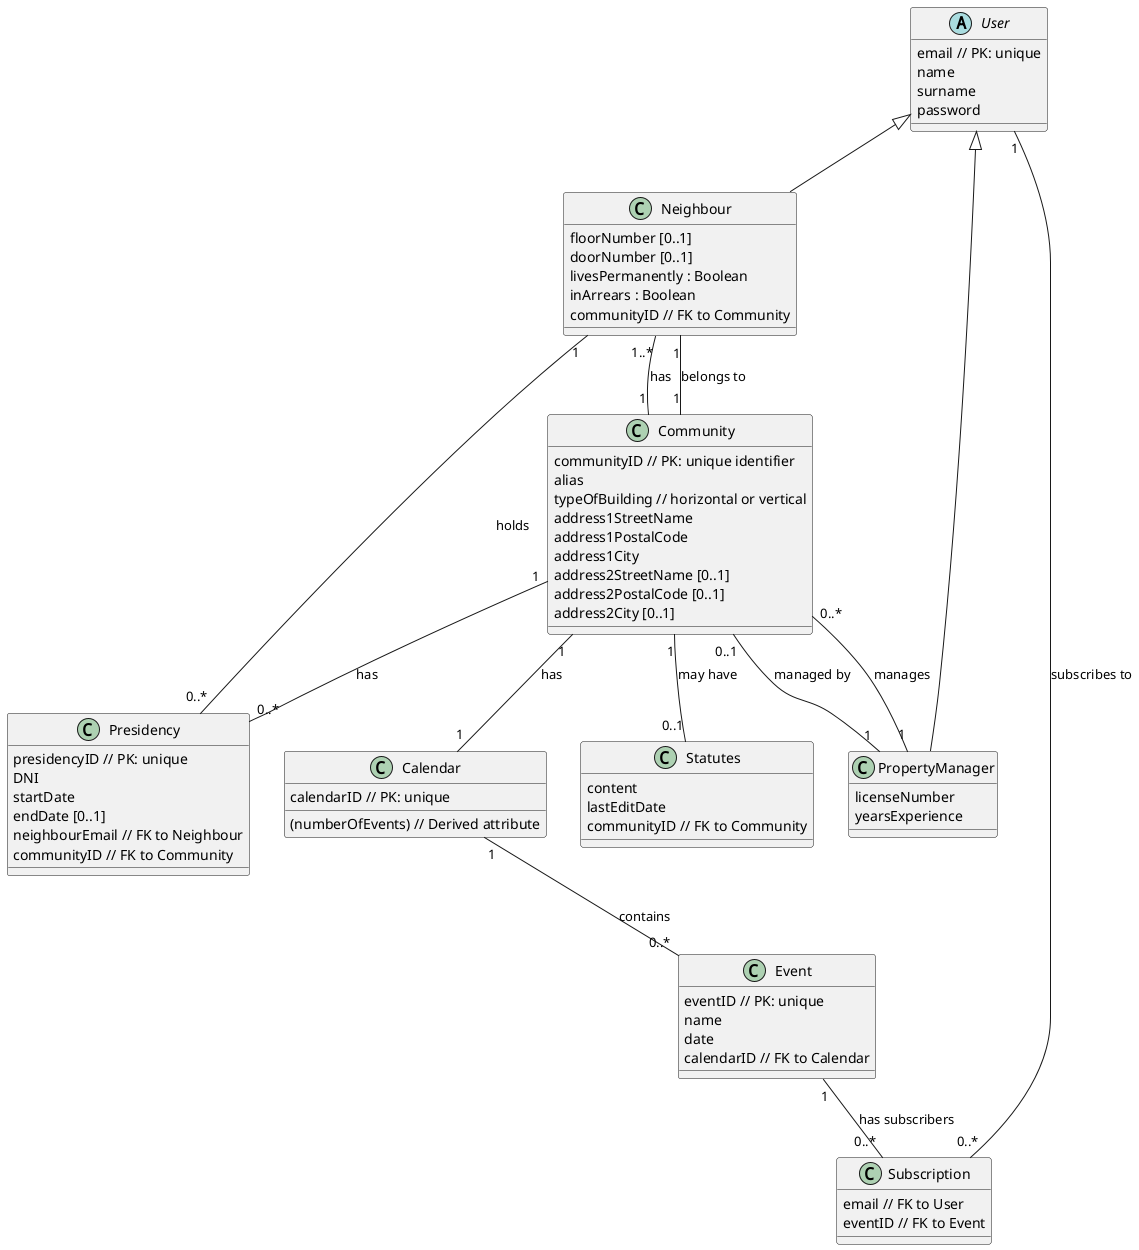 A User
email // PK: unique
name
surname
password
1
C Neighbour
floorNumber [0..1]
doorNumber [0..1]
livesPermanently : Boolean
inArrears : Boolean
communityID // FK to Community
1
1..*
1
has
belongs to
1
1
C Community
communityID // PK: unique identifier
alias
typeOfBuilding // horizontal or vertical
address1StreetName
address1PostalCode
address1City
address2StreetName [0..1]
address2PostalCode [0..1]
address2City [0..1]
holds
1
0..*
1
1
0..1
has
has
may have
managed by
manages
subscribes to
0..*
0..*
1
0..1
1
1
C Presidency
presidencyID // PK: unique
DNI
startDate
endDate [0..1]
neighbourEmail // FK to Neighbour
communityID // FK to Community
C Calendar
calendarID // PK: unique
(numberOfEvents) // Derived attribute
C Statutes
content
lastEditDate
communityID // FK to Community
C PropertyManager
licenseNumber
yearsExperience
1
contains
0..*
C Event
eventID // PK: unique
name
date
calendarID // FK to Calendar
1
has subscribers
0..*
0..*
C Subscription
email // FK to User
eventID // FK to Event